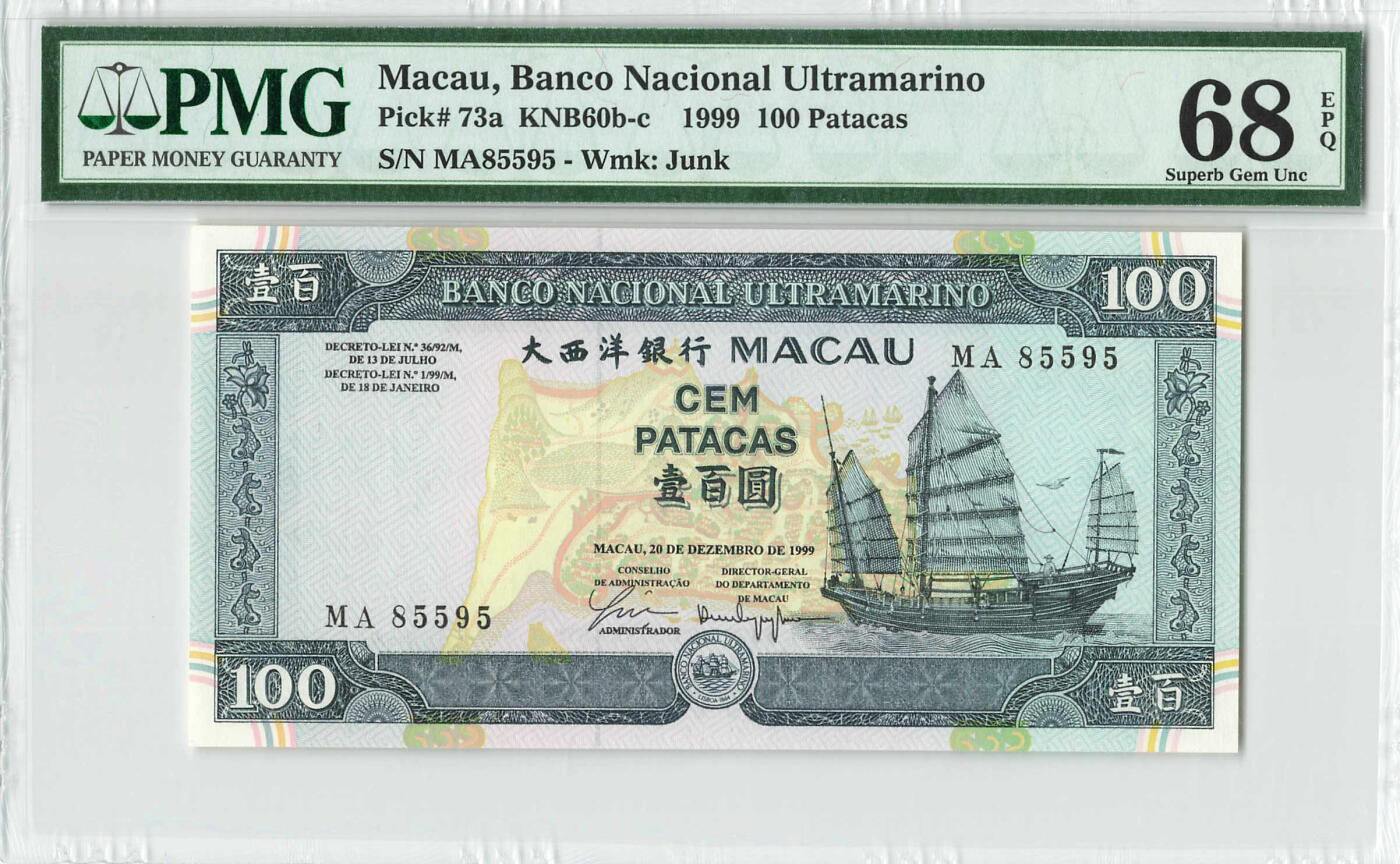 PMG
PAPER MONEY GUARANTY
Macau, Banco Nacional Ultramarino
Pick# 73a KNB60b-c 1999 100 Patacas
S/N MA85595 - Wmk: Junk
68
EPQ
Superb Gem Unc
壹百
BANCO NACIONAL ULTRAMARINO
100
DECRETO-LEI N.º 36/92/M,
DE 13 DE JULHO
DECRETO-LEI N.º 1/99/M,
DE 18 DE JANEIRO
大西洋銀行 MACAU
MA 85595
CEM
PATACAS
壹百圓
MACAU, 20 DE DEZEMBRO DE 1999
CONSELHO
DE ADMINISTRAÇÃO
DIRECTOR-GERAL
DO DEPARTAMENTO
DE MACAU
ADMINISTRADOR
MA 85595
100
BANCO NACIONAL ULTRAMARINO
壹百